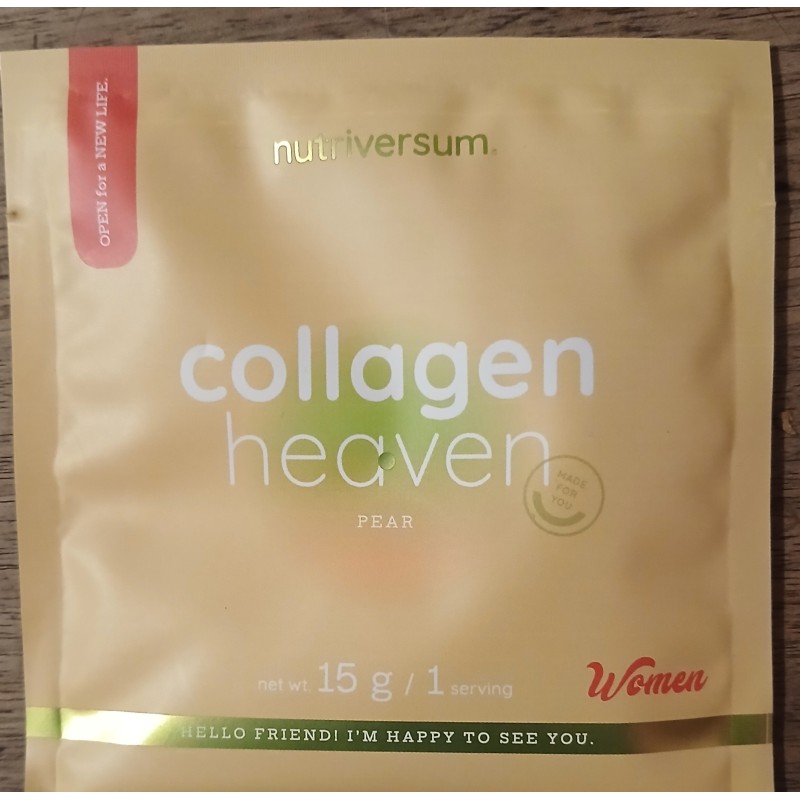 OPEN for a NEW LIFE.
nutriversum
collagen
heaven
PEAR
MADE
FOR
YOU
net wt. 15 g / 1 serving
Women
HELLO FRIEND! I'M HAPPY TO SEE YOU.